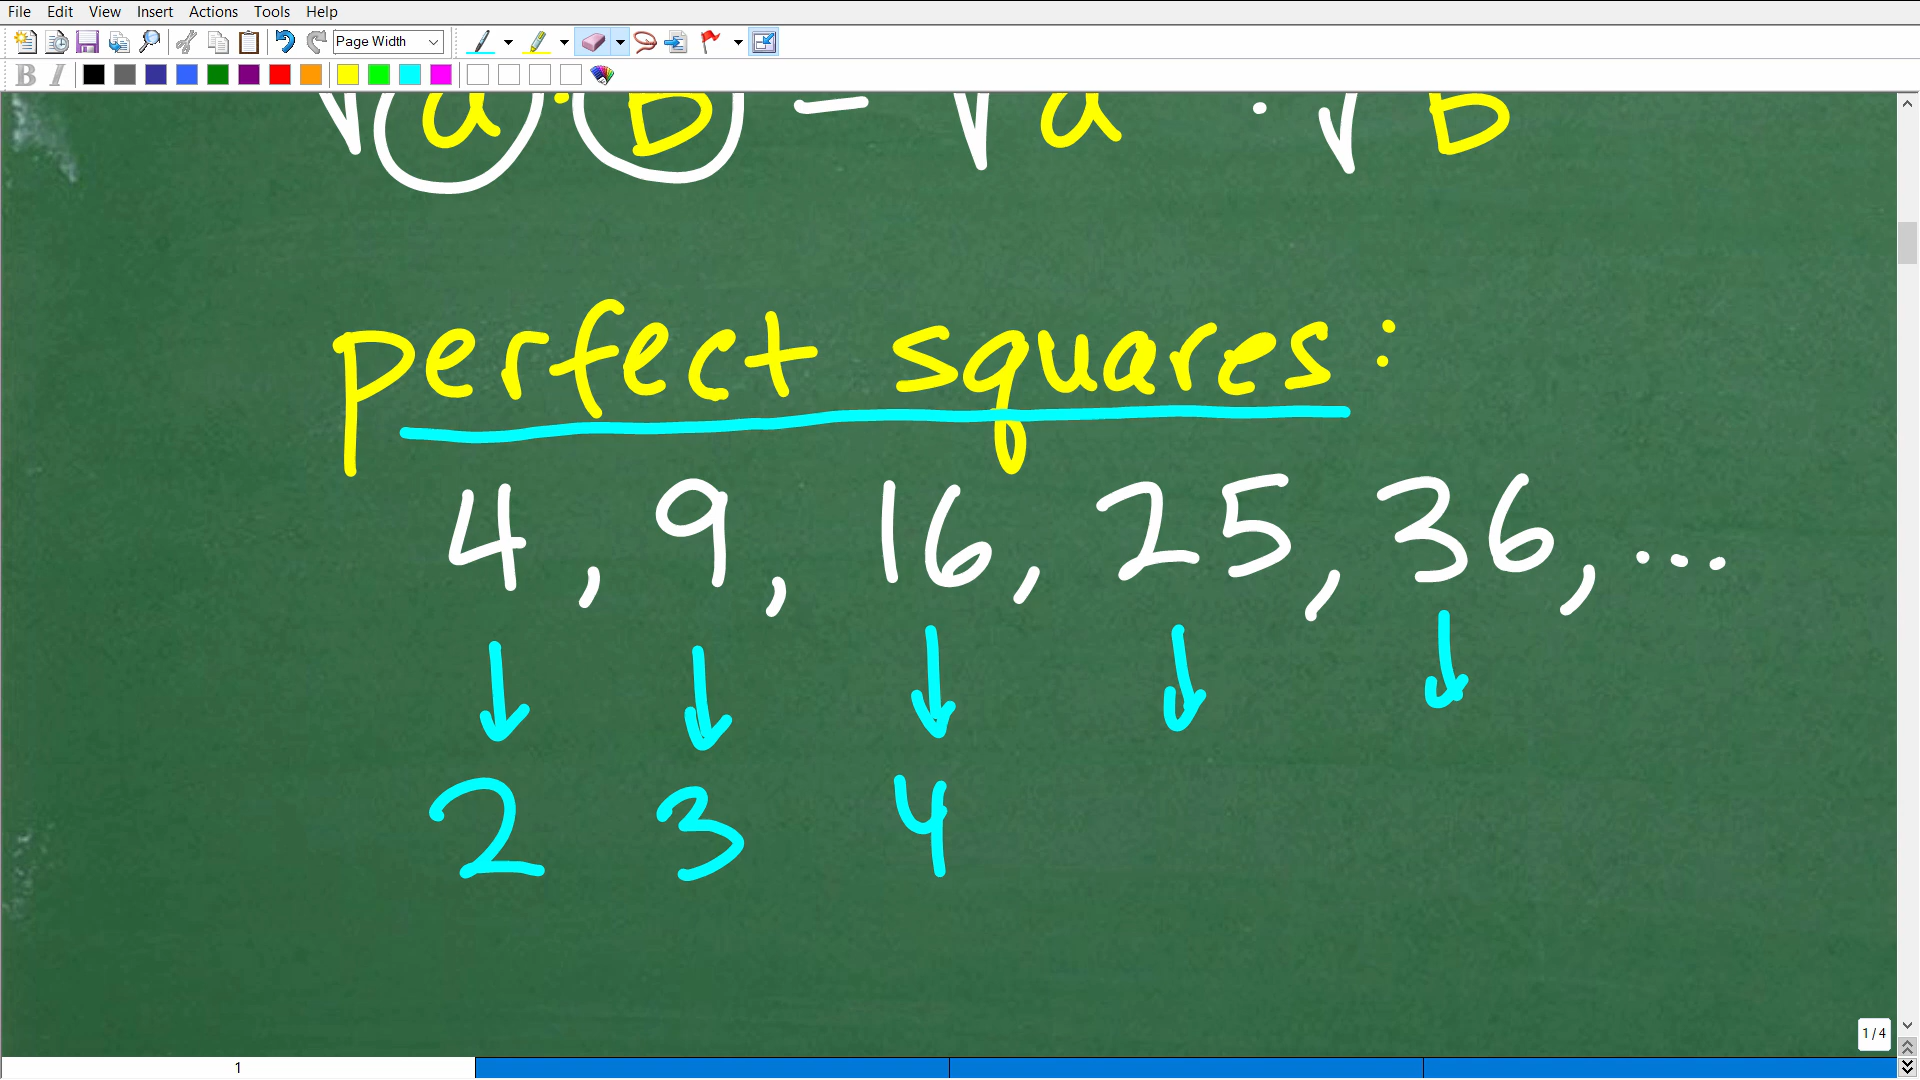 File Edit View Insert Actions Tools Help
Page Width
B I
√a · b = √a · √b
perfect squares:
4, 9, 16, 25, 36, ...
↓ ↓ ↓ ↓ ↓
2 3 4
1 / 4
1